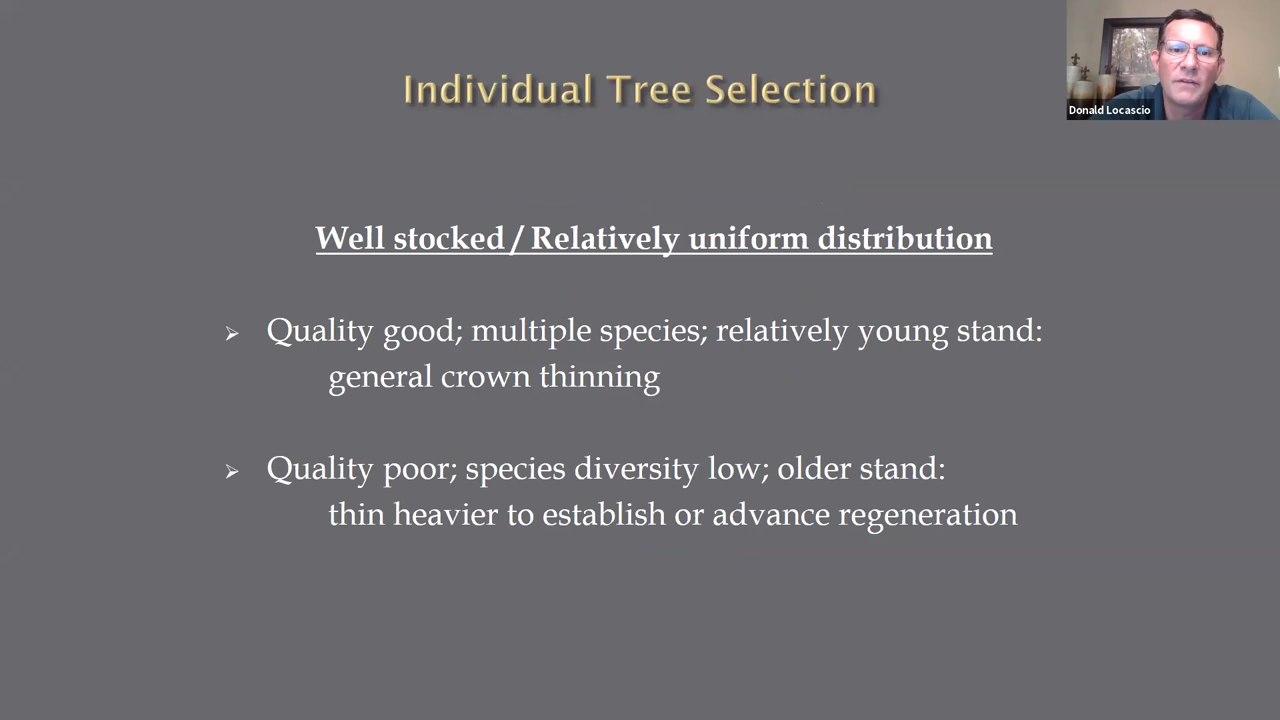 Individual Tree Selection
Donald Locascio
Well stocked / Relatively uniform distribution
➢ Quality good; multiple species; relatively young stand:
general crown thinning
➢ Quality poor; species diversity low; older stand:
thin heavier to establish or advance regeneration